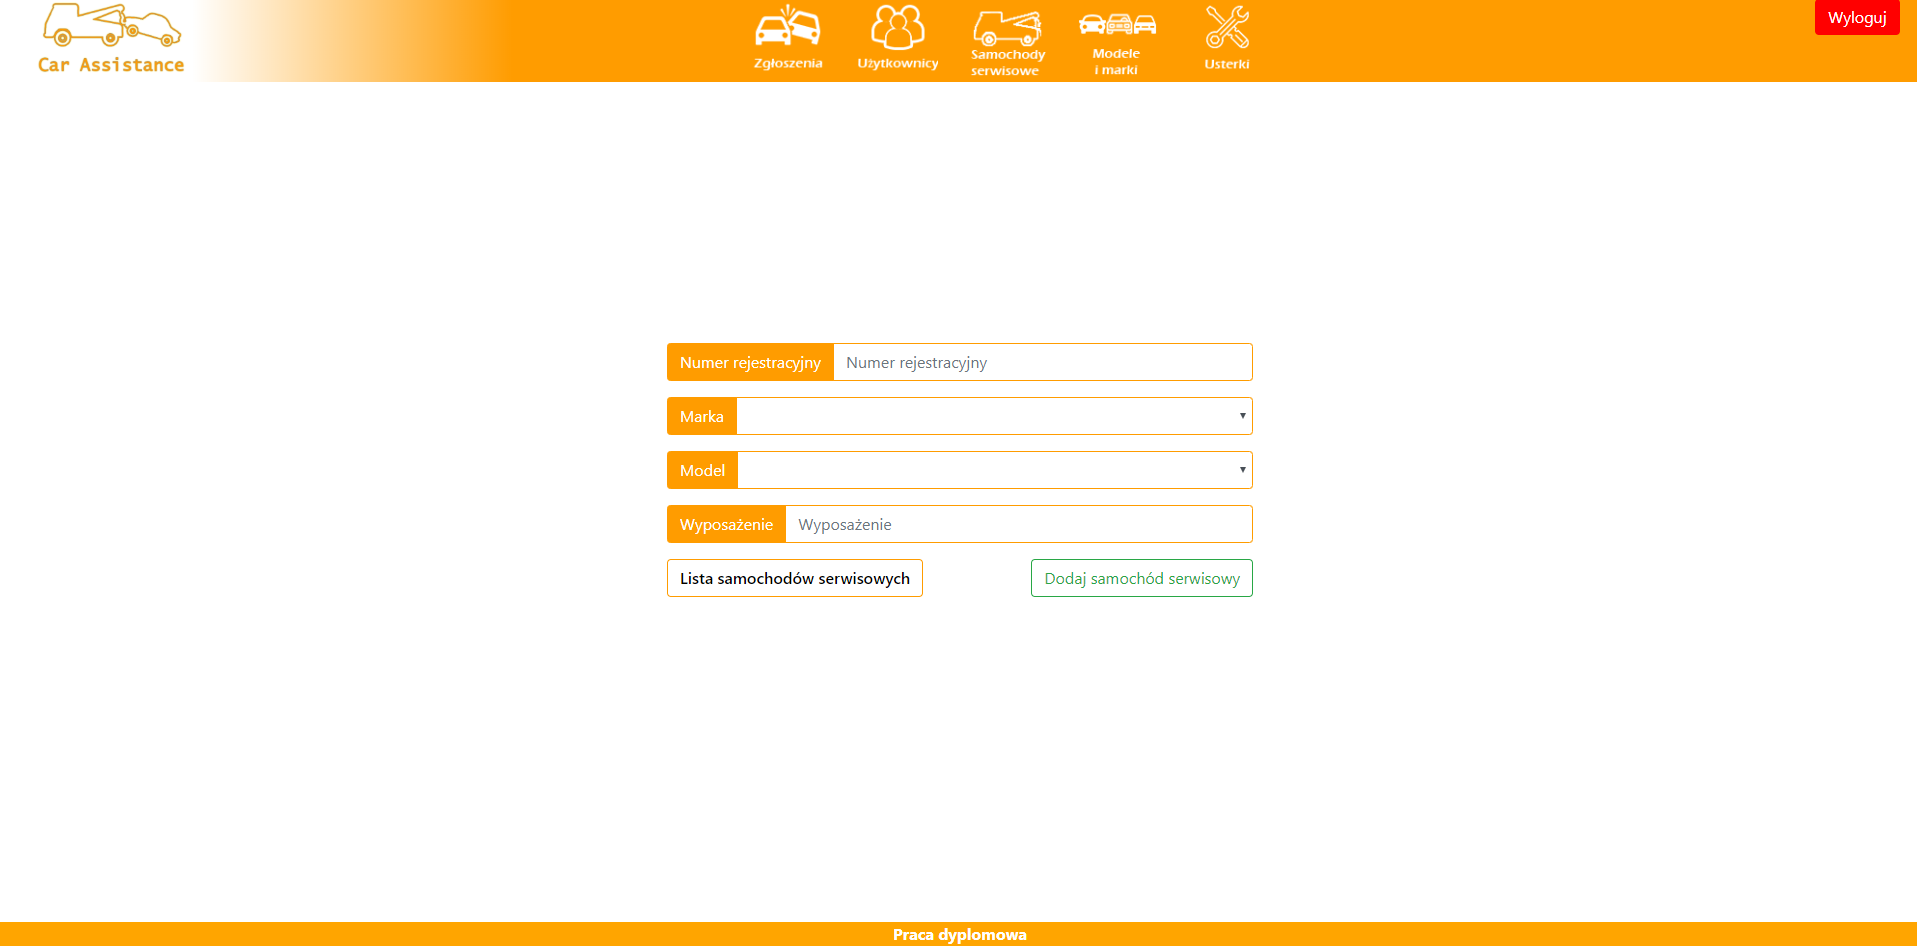 Car Assistance
Zgłoszenia
Użytkownicy
Samochody
serwisowe
Modele
i marki
Usterki
Wyloguj
Numer rejestracyjny Numer rejestracyjny
Marka
Model
Wyposażenie Wyposażenie
Lista samochodów serwisowych Dodaj samochód serwisowy
Praca dyplomowa